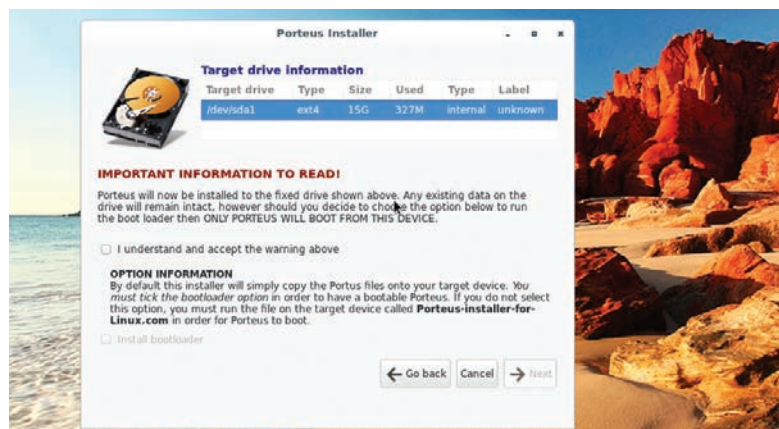 Porteus Installer
Target drive information
Target drive Type Size Used Type Label
/dev/sda1 ext4 15G 327M internal unknown
IMPORTANT INFORMATION TO READ!
Porteus will now be installed to the fixed drive shown above. Any existing data on the
drive will remain intact, however should you decide to choose the option below to run
the boot loader then ONLY PORTEUS WILL BOOT FROM THIS DEVICE.
I understand and accept the warning above
OPTION INFORMATION
By default this installer will simply copy the Portus files onto your target device. You
must tick the bootloader option in order to have a bootable Porteus. If you do not select
this option, you must run the file on the target device called Porteus-installer-for-
Linux.com in order for Porteus to boot.
Install bootloader
Go back Cancel Next